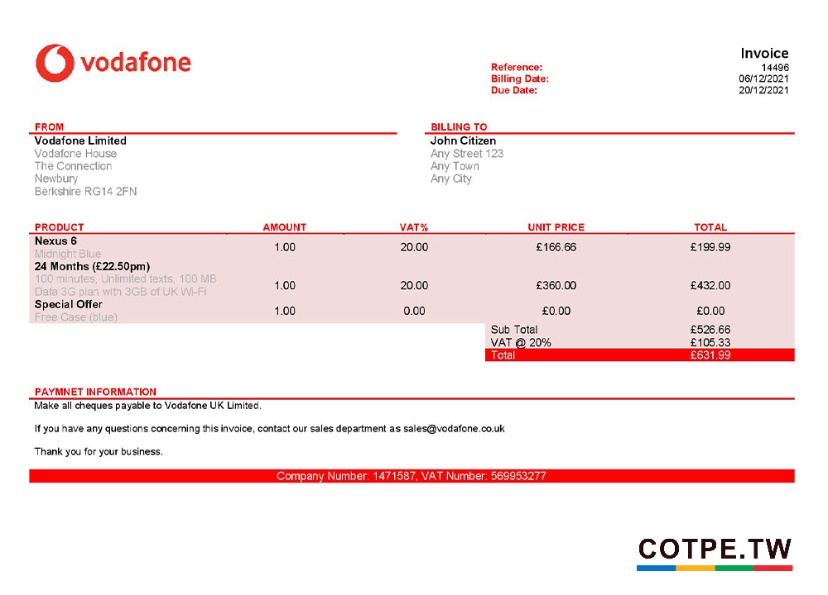 vodafone
Invoice
Reference: 14496
Billing Date: 06/12/2021
Due Date: 20/12/2021
FROM
Vodafone Limited
Vodafone House
The Connection
Newbury
Berkshire RG14 2FN
BILLING TO
John Citizen
Any Street 123
Any Town
Any City
PRODUCT AMOUNT VAT% UNIT PRICE TOTAL
Nexus 6
Midnight Blue
1.00 20.00 £166.66 £199.99
24 Months (£22.50pm)
100 minutes, Unlimited texts, 100 MB
Data 3G plan with 3GB of UK Wi-Fi
1.00 20.00 £360.00 £432.00
Special Offer
Free Case (blue)
1.00 0.00 £0.00 £0.00
Sub Total £526.66
VAT @ 20% £105.33
Total £631.99
PAYMNET INFORMATION
Make all cheques payable to Vodafone UK Limited.
If you have any questions concerning this invoice, contact our sales department as sales@vodafone.co.uk
Thank you for your business.
Company Number: 1471587, VAT Number: 569953277
COTPE.TW